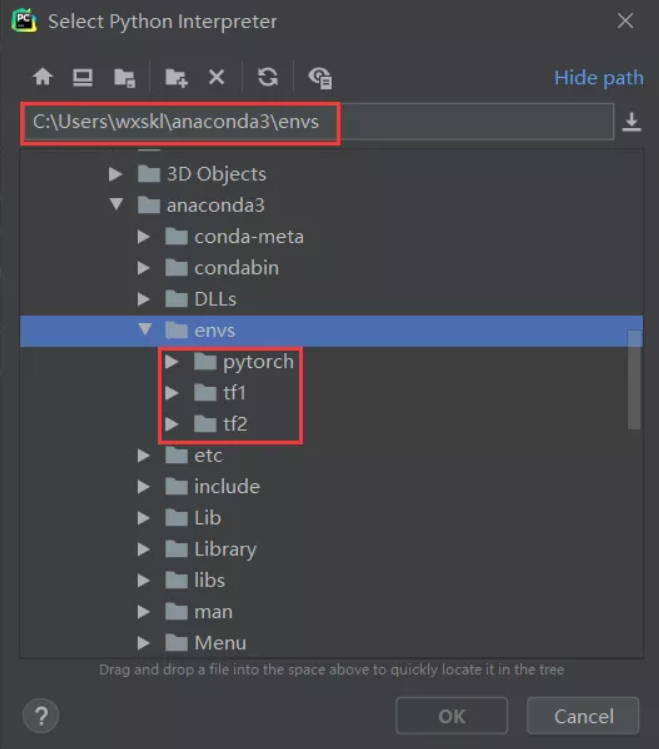 PC
Select Python Interpreter
Hide path
C:\Users\wxskl\anaconda3\envs
3D Objects
anaconda3
conda-meta
condabin
DLLs
envs
pytorch
tf1
tf2
etc
include
Lib
Library
libs
man
Menu
Drag and drop a file into the space above to quickly locate it in the tree
?
OK
Cancel